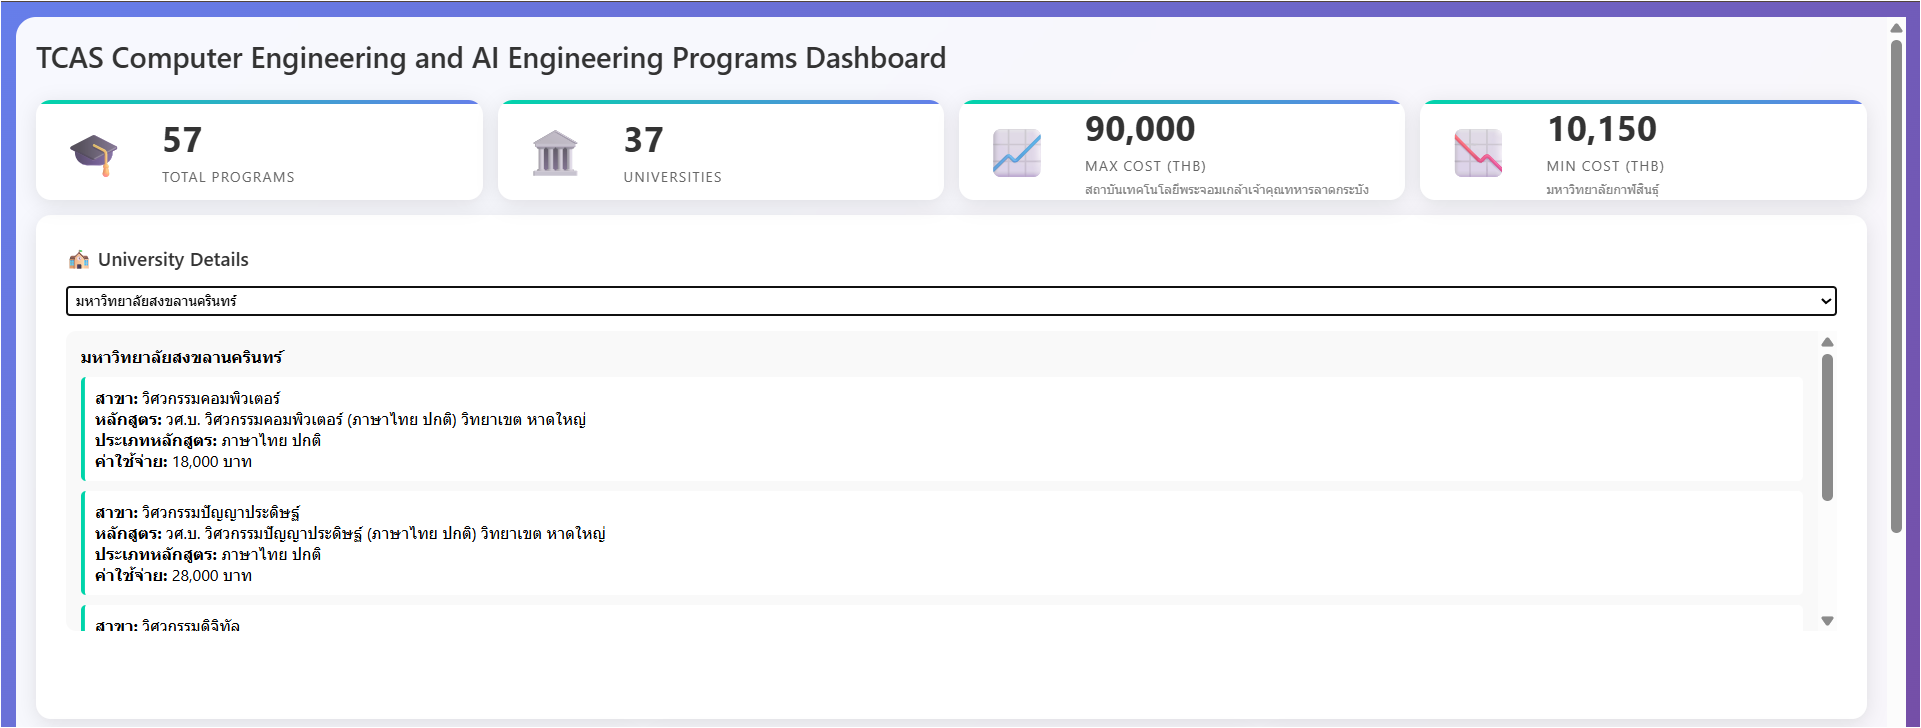 TCAS Computer Engineering and AI Engineering Programs Dashboard
57
TOTAL PROGRAMS
37
UNIVERSITIES
90,000
MAX COST (THB)
สถาบันเทคโนโลยีพระจอมเกล้าเจ้าคุณทหารลาดกระบัง
10,150
MIN COST (THB)
มหาวิทยาลัยกาฬสินธุ์
University Details
มหาวิทยาลัยสงขลานครินทร์
มหาวิทยาลัยสงขลานครินทร์
สาขา: วิศวกรรมคอมพิวเตอร์
หลักสูตร: วศ.บ. วิศวกรรมคอมพิวเตอร์ (ภาษาไทย ปกติ) วิทยาเขต หาดใหญ่
ประเภทหลักสูตร: ภาษาไทย ปกติ
ค่าใช้จ่าย: 18,000 บาท
สาขา: วิศวกรรมปัญญาประดิษฐ์
หลักสูตร: วศ.บ. วิศวกรรมปัญญาประดิษฐ์ (ภาษาไทย ปกติ) วิทยาเขต หาดใหญ่
ประเภทหลักสูตร: ภาษาไทย ปกติ
ค่าใช้จ่าย: 28,000 บาท
สาขา: วิศวกรรมดิจิทัล